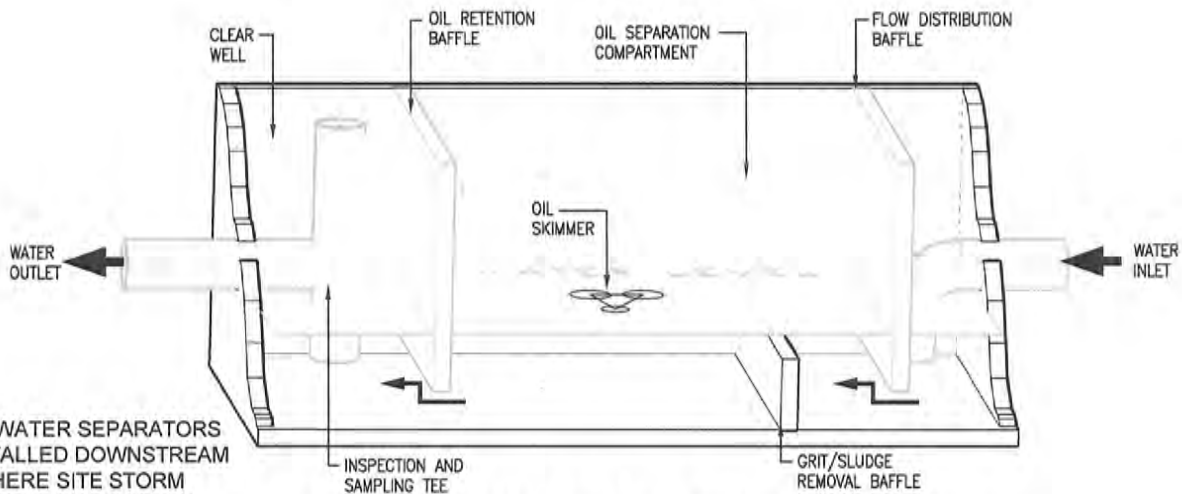 CLEAR
WELL
OIL RETENTION
BAFFLE
OIL SEPARATION
COMPARTMENT
FLOW DISTRIBUTION
BAFFLE
OIL
SKIMMER
WATER
OUTLET
WATER
INLET
WATER SEPARATORS
ALLED DOWNSTREAM
HERE SITE STORM
INSPECTION AND
SAMPLING TEE
GRIT/SLUDGE
REMOVAL BAFFLE